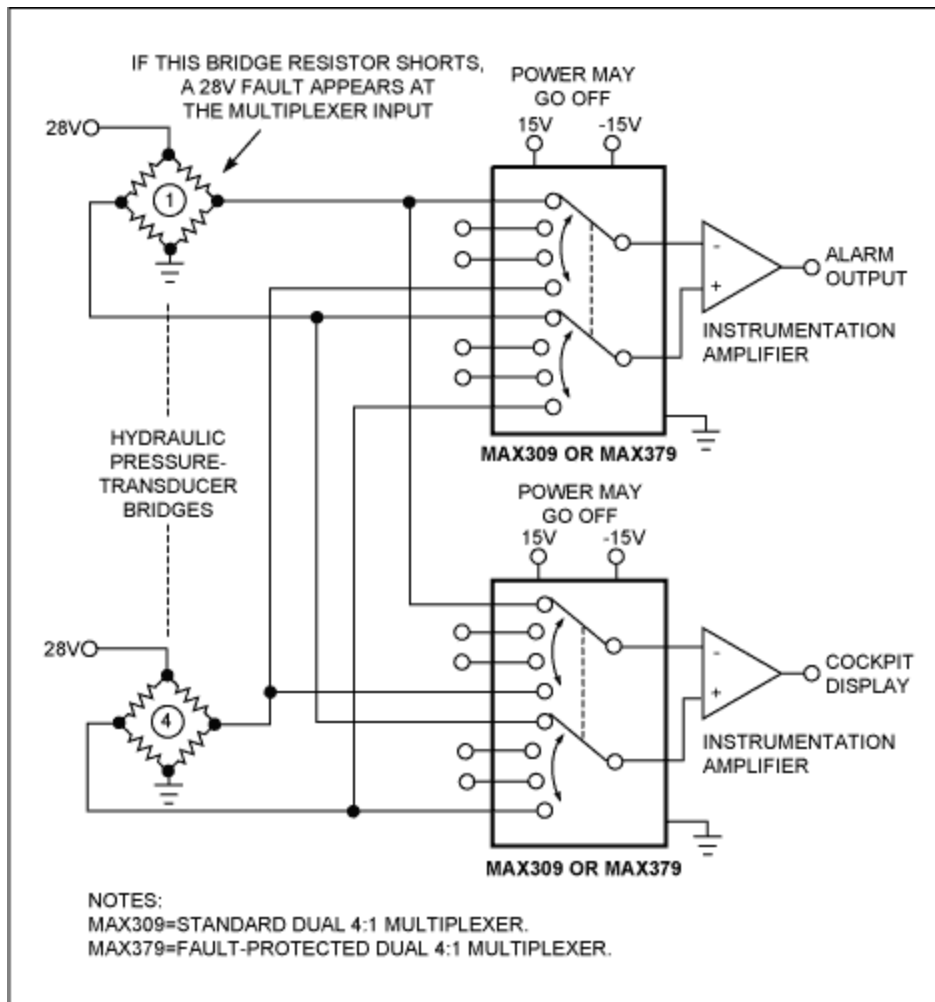 IF THIS BRIDGE RESISTOR SHORTS,
A 28V FAULT APPEARS AT
THE MULTIPLEXER INPUT
POWER MAY
GO OFF
15V
-15V
28V
1
-
+
ALARM
OUTPUT
INSTRUMENTATION
AMPLIFIER
MAX309 OR MAX379
HYDRAULIC
PRESSURE-
TRANSDUCER
BRIDGES
POWER MAY
GO OFF
15V
-15V
28V
4
-
+
COCKPIT
DISPLAY
INSTRUMENTATION
AMPLIFIER
MAX309 OR MAX379
NOTES:
MAX309=STANDARD DUAL 4:1 MULTIPLEXER.
MAX379=FAULT-PROTECTED DUAL 4:1 MULTIPLEXER.